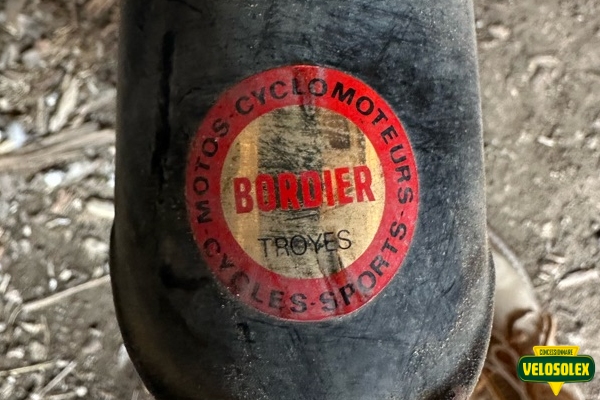 MOTOS·CYCLOMOTEURS·
BORDIER
TROYES
CYCLES·SPORTS
CONCESSIONNAIRE
VELOSOLEX